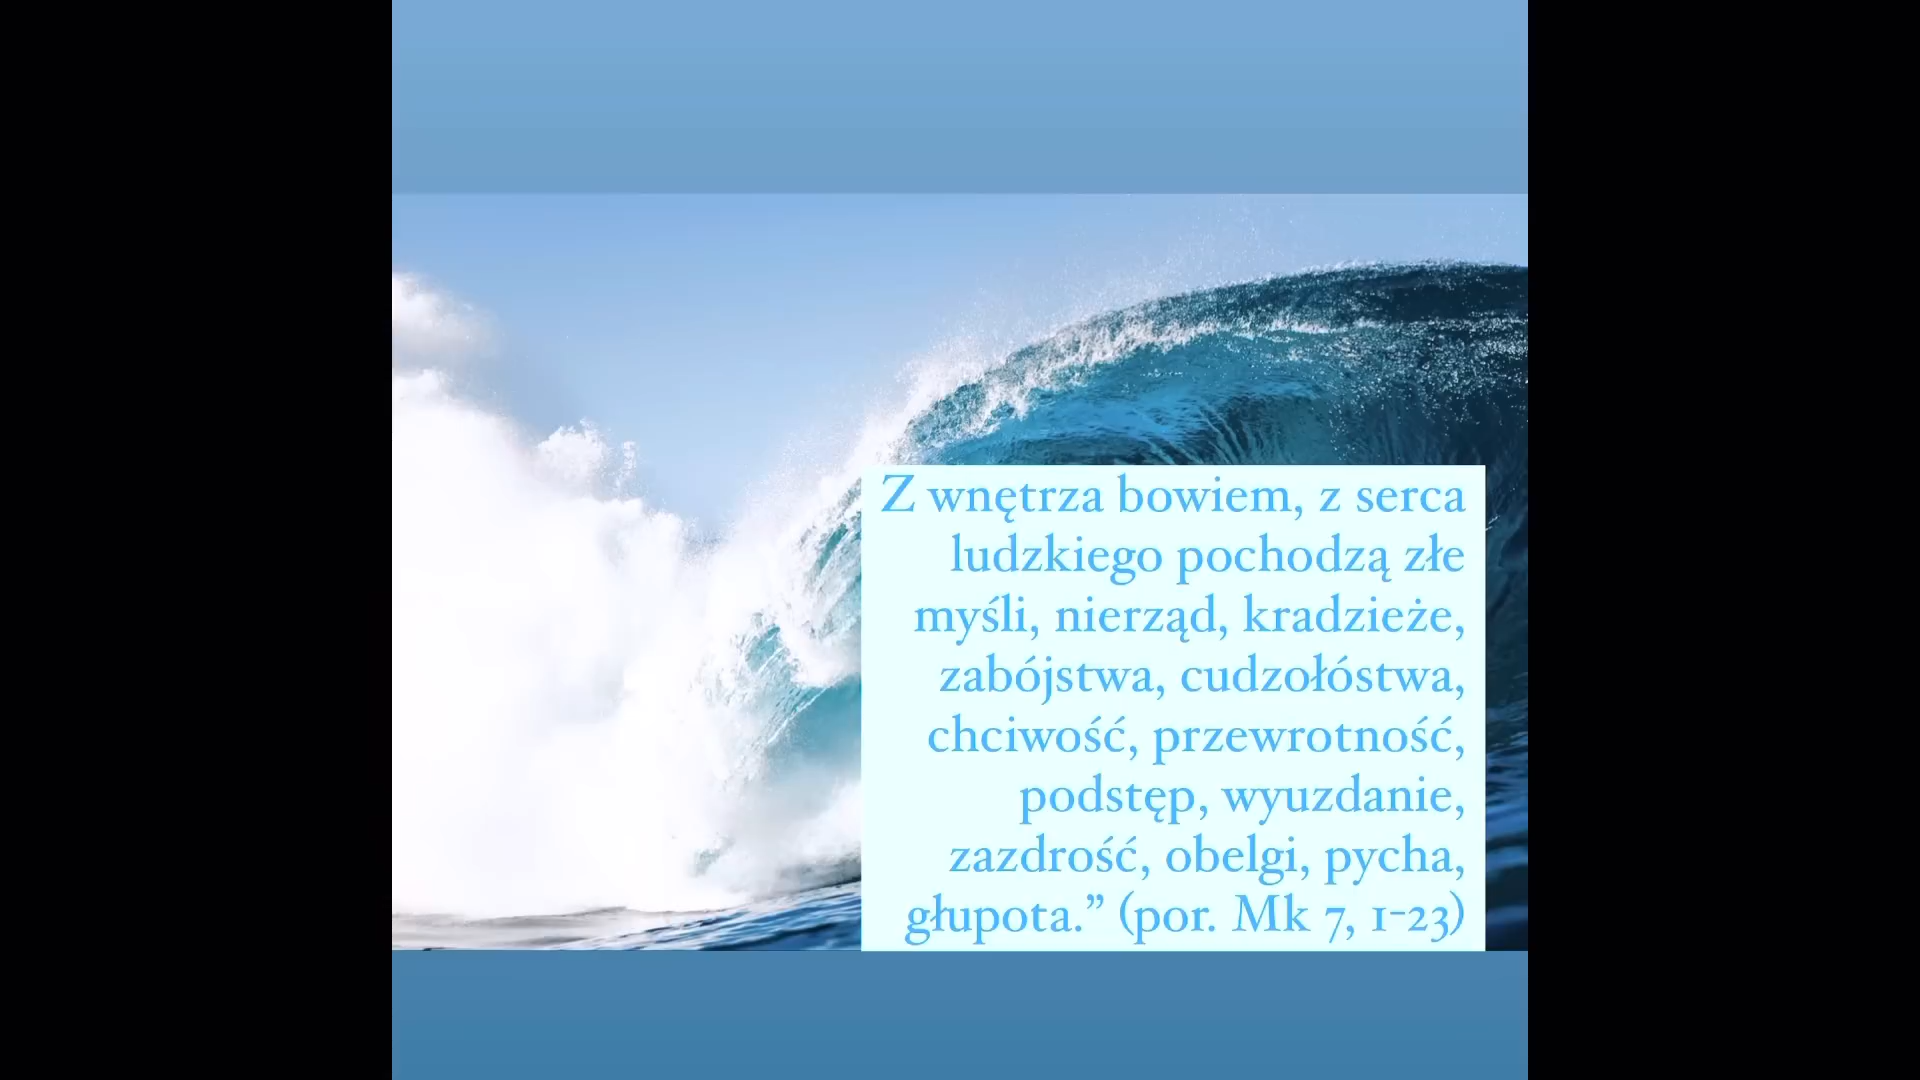 Z wnętrza bowiem, z serca
ludzkiego pochodzą złe
myśli, nierząd, kradzieże,
zabójstwa, cudzołóstwa,
chciwość, przewrotność,
podstęp, wyuzdanie,
zazdrość, obelgi, pycha,
głupota.” (por. Mk 7, 1-23)